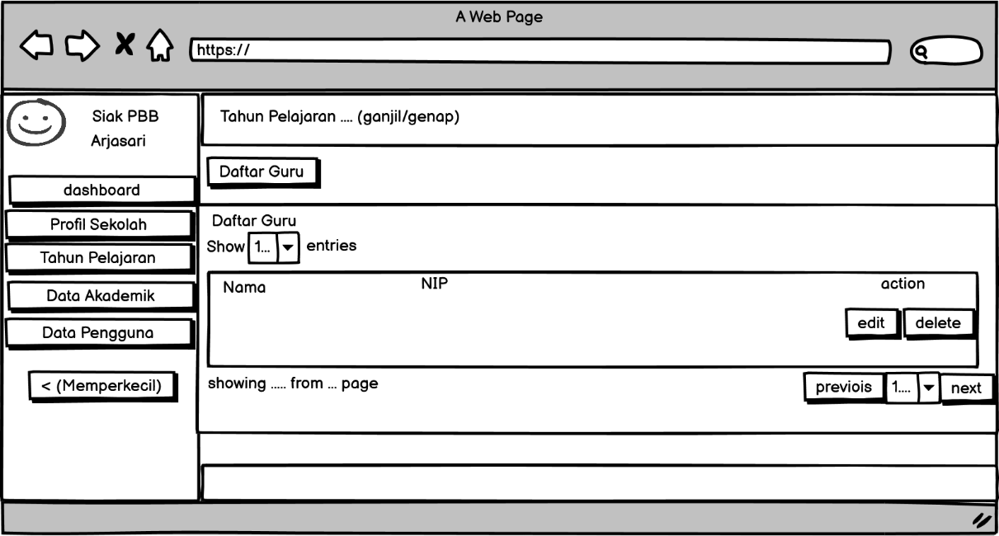 A Web Page
https://
Siak PBB
Arjasari
Tahun Pelajaran .... (ganjil/genap)
dashboard
Profil Sekolah
Tahun Pelajaran
Data Akademik
Data Pengguna
< (Memperkecil)
Daftar Guru
Daftar Guru
Show 1... entries
Nama NIP action
edit delete
showing ..... from ... page
previois 1.... next